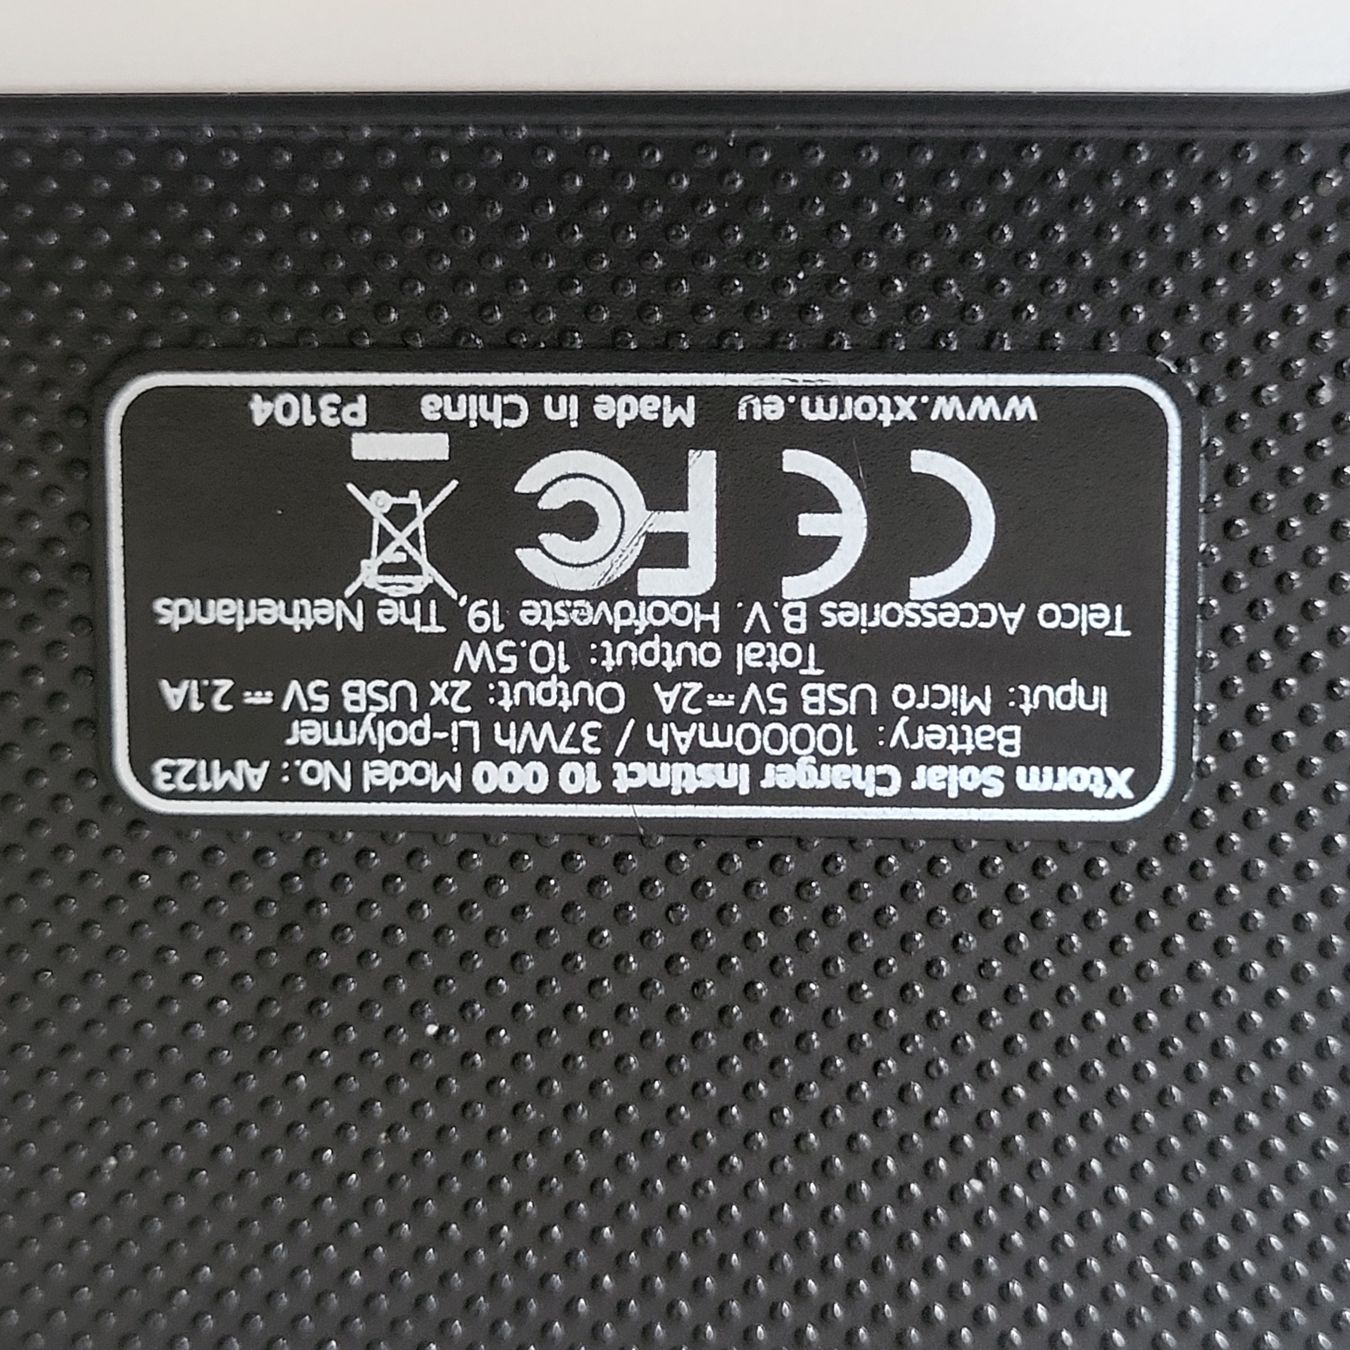 Xtorm Solar Charger Instinct 10 000 Model No.: AM123
Battery: 10000mAh / 37Wh Li-polymer
Input: Micro USB 5V⎓2A Output: 2x USB 5V ⎓ 2.1A
Total output: 10.5W
Telco Accessories B.V. Hoofdveste 19, The Netherlands
CE FC
www.xtorm.eu Made in China P3104